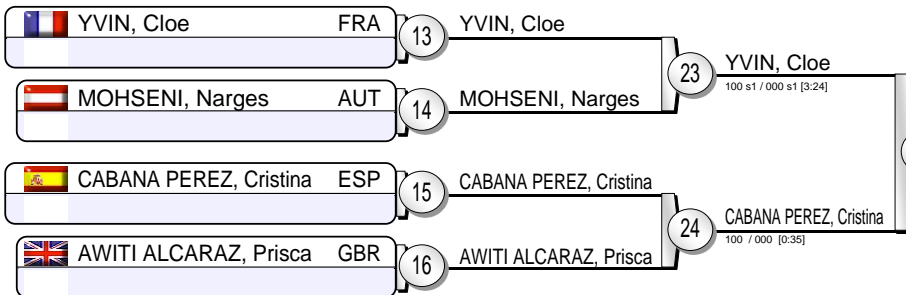 YVIN, Cloe FRA 13 YVIN, Cloe
23 YVIN, Cloe
100 s1 / 000 s1 [3:24]
MOHSENI, Narges AUT 14 MOHSENI, Narges
CABANA PEREZ, Cristina ESP 15 CABANA PEREZ, Cristina
24 CABANA PEREZ, Cristina
100 / 000 [0:35]
AWITI ALCARAZ, Prisca GBR 16 AWITI ALCARAZ, Prisca